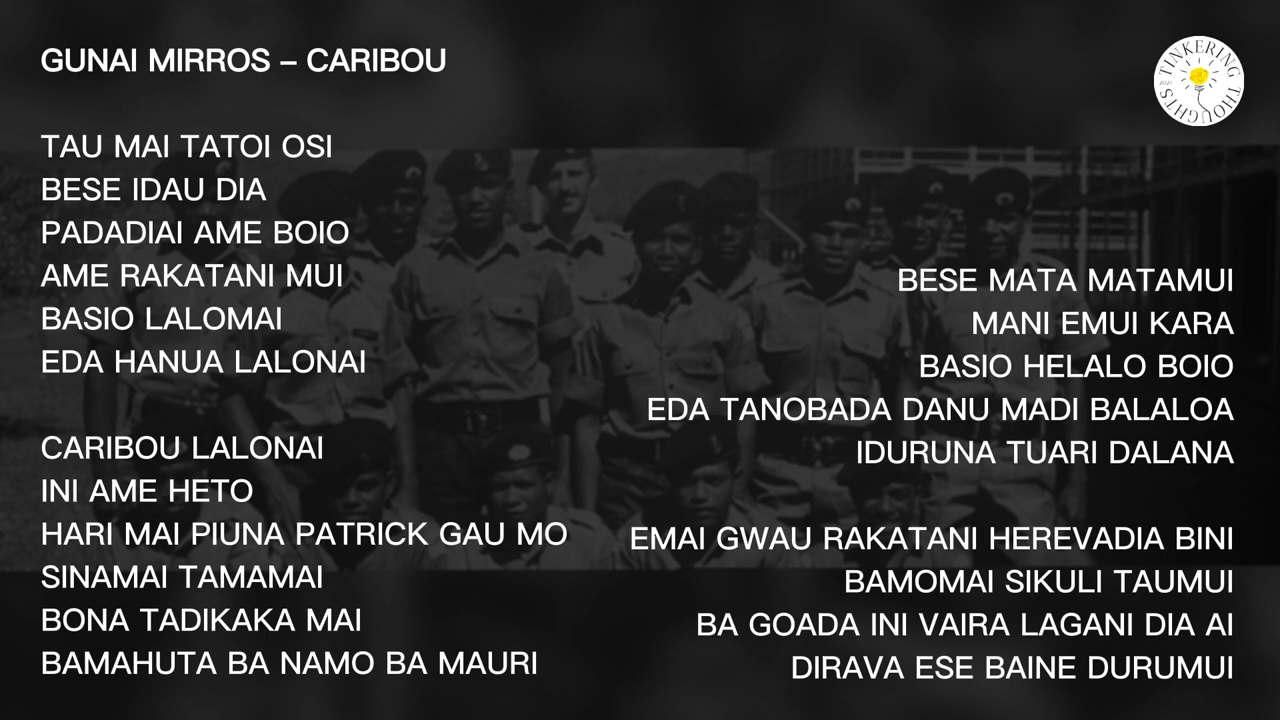 GUNAI MIRROS – CARIBOU
TAU MAI TATOI OSI
BESE IDAU DIA
PADADIAI AME BOIO
AME RAKATANI MUI
BASIO LALOMAI
EDA HANUA LALONAI
CARIBOU LALONAI
INI AME HETO
HARI MAI PIUNA PATRICK GAU MO
SINAMAI TAMAMAI
BONA TADIKAKA MAI
BAMAHUTA BA NAMO BA MAURI
BESE MATA MATAMUI
MANI EMUI KARA
BASIO HELALO BOIO
EDA TANOBADA DANU MADI BALALOA
IDURUNA TUARI DALANA
EMAI GWAU RAKATANI HEREVADIA BINI
BAMOMAI SIKULI TAUMUI
BA GOADA INI VAIRA LAGANI DIA AI
DIRAVA ESE BAINE DURUMUI
TINKERING THOUGHTS
2021